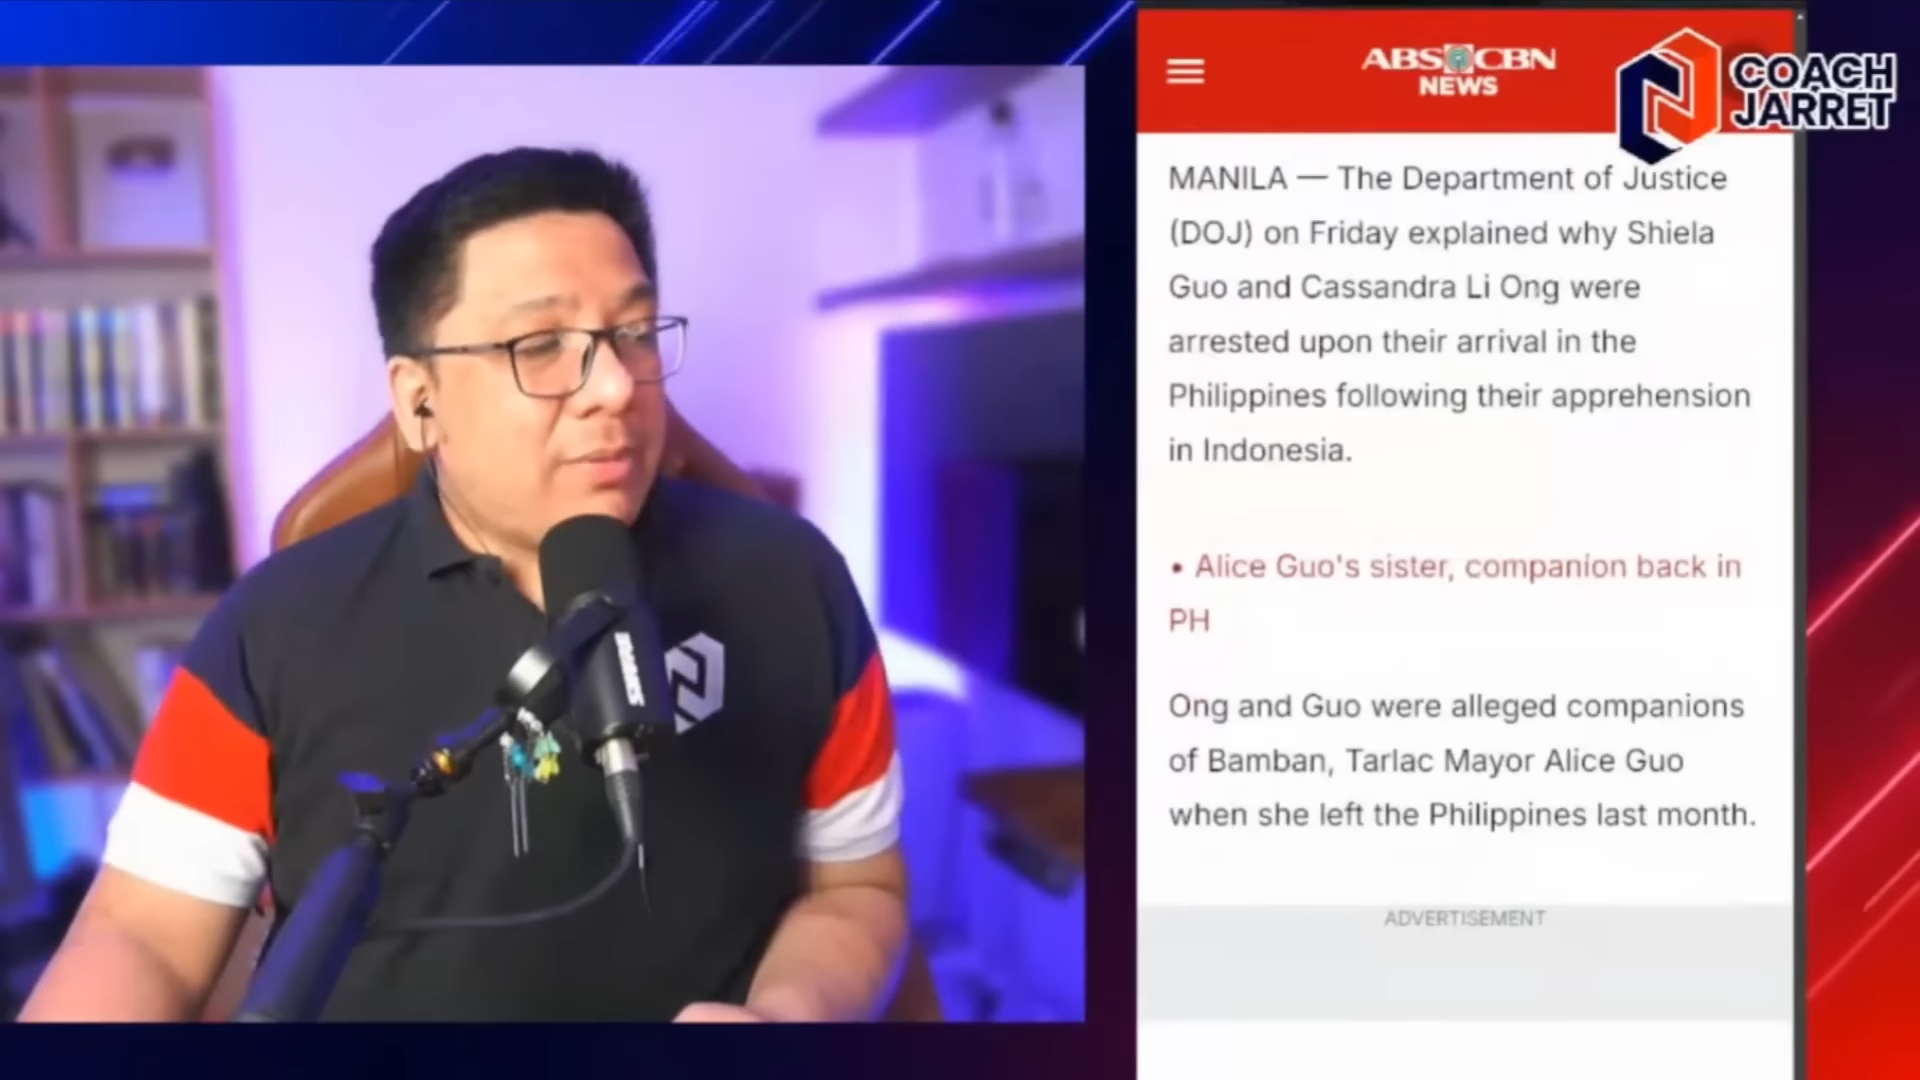 ABS CBN
NEWS
COACH
JARRET
MANILA — The Department of Justice
(DOJ) on Friday explained why Shiela
Guo and Cassandra Li Ong were
arrested upon their arrival in the
Philippines following their apprehension
in Indonesia.
• Alice Guo's sister, companion back in
PH
Ong and Guo were alleged companions
of Bamban, Tarlac Mayor Alice Guo
when she left the Philippines last month.
ADVERTISEMENT